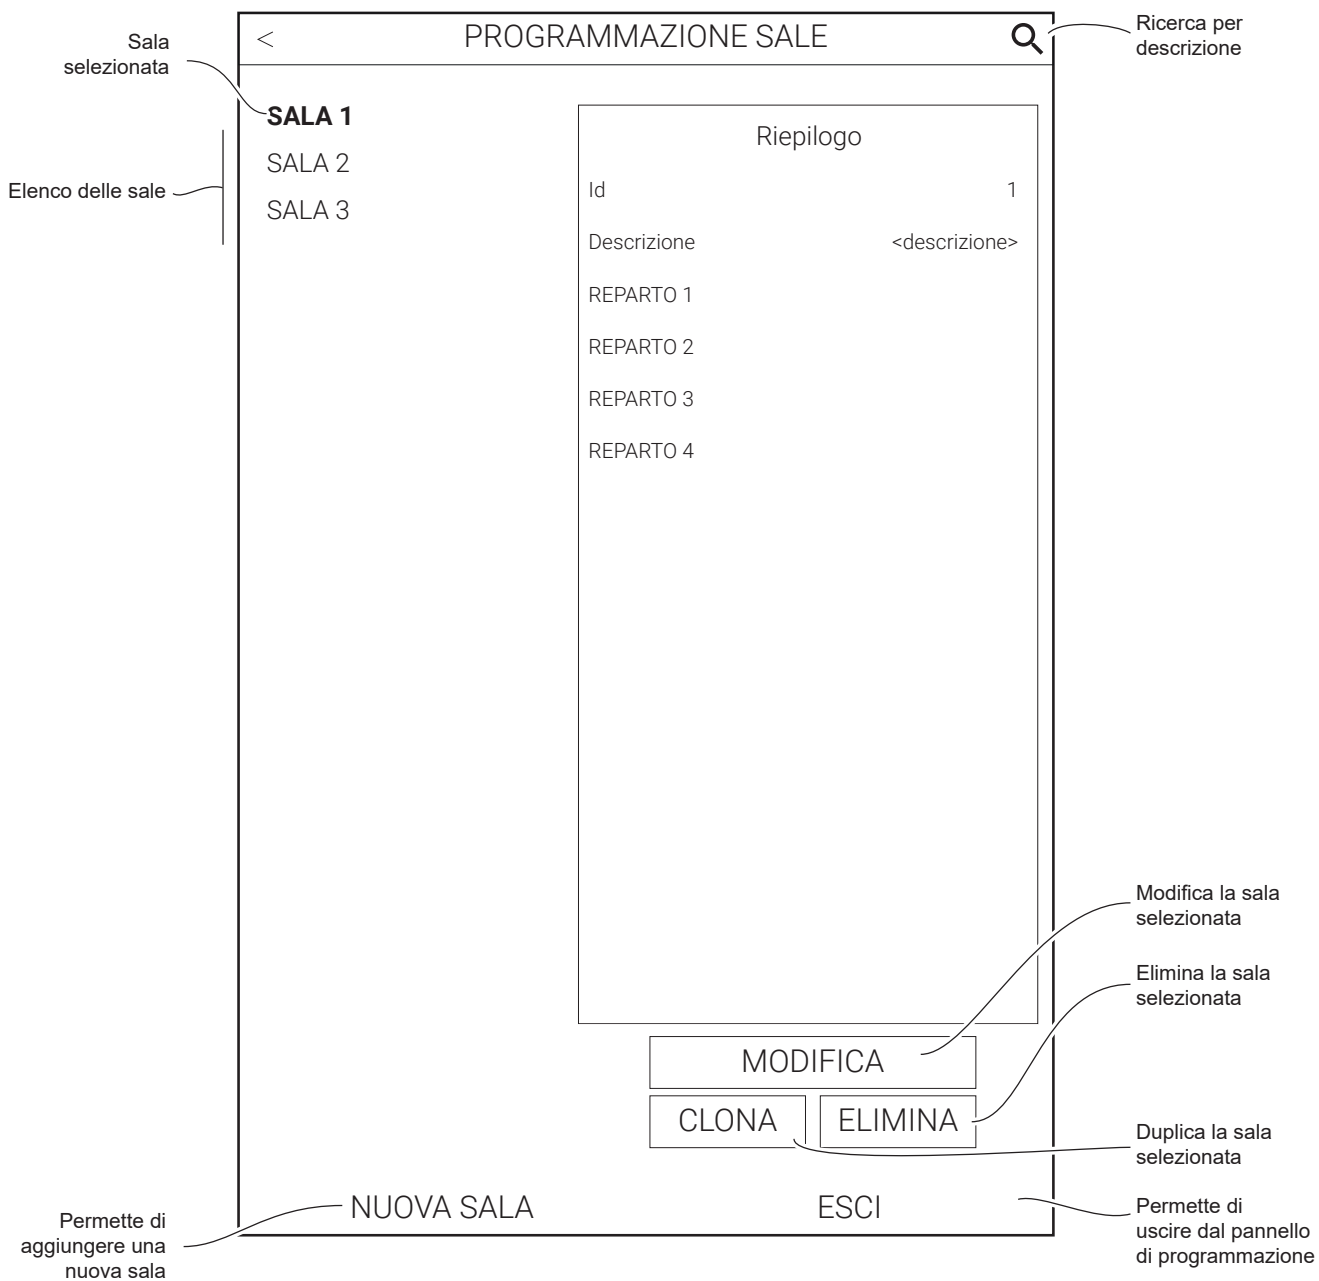 < PROGRAMMAZIONE SALE
Ricerca per
descrizione
Sala
selezionata
SALA 1
SALA 2
SALA 3
Elenco delle sale
Riepilogo
Id 1
Descrizione <descrizione>
REPARTO 1
REPARTO 2
REPARTO 3
REPARTO 4
Modifica la sala
selezionata
Elimina la sala
selezionata
MODIFICA
CLONA ELIMINA
Duplica la sala
selezionata
NUOVA SALA ESCI
Permette di
aggiungere una
nuova sala
Permette di
uscire dal pannello
di programmazione